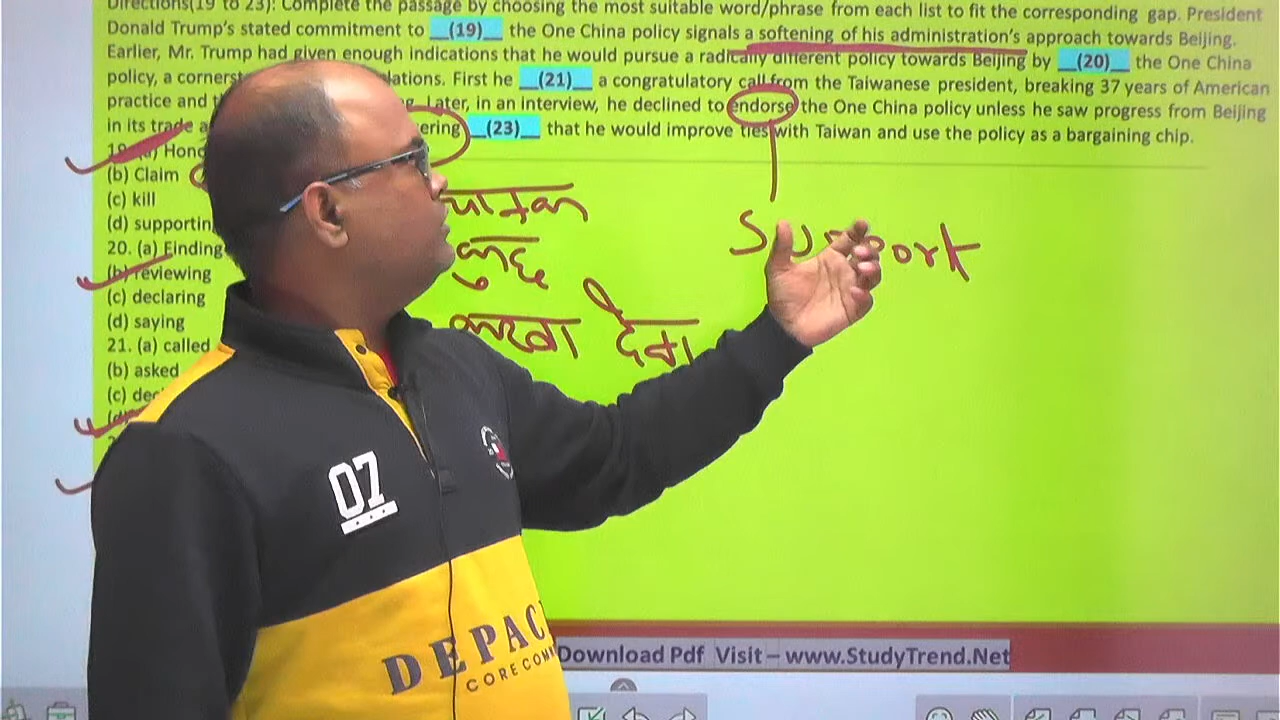 Directions(19 to 23): Complete the passage by choosing the most suitable word/phrase from each list to fit the corresponding gap. President
Donald Trump's stated commitment to __(19)__ the One China policy signals a softening of his administration's approach towards Beijing.
Earlier, Mr. Trump had given enough indications that he would pursue a radically different policy towards Beijing by __(20)__ the One China
policy, a cornerst lations. First he __(21)__ a congratulatory call from the Taiwanese president, breaking 37 years of American
practice and Later, in an interview, he declined to endorse the One China policy unless he saw progress from Beijing
in its trade a ering __(23)__ that he would improve ties with Taiwan and use the policy as a bargaining chip.
19. (a) Hono
(b) Claim
(c) kill
(d) supportin
20. (a) Finding
(b) reviewing
(c) declaring
(d) saying
21. (a) called
(b) asked
(c) dec
(d)
support
देना
07
DEPAC
CORE COMM
Download Pdf Visit – www.StudyTrend.Net